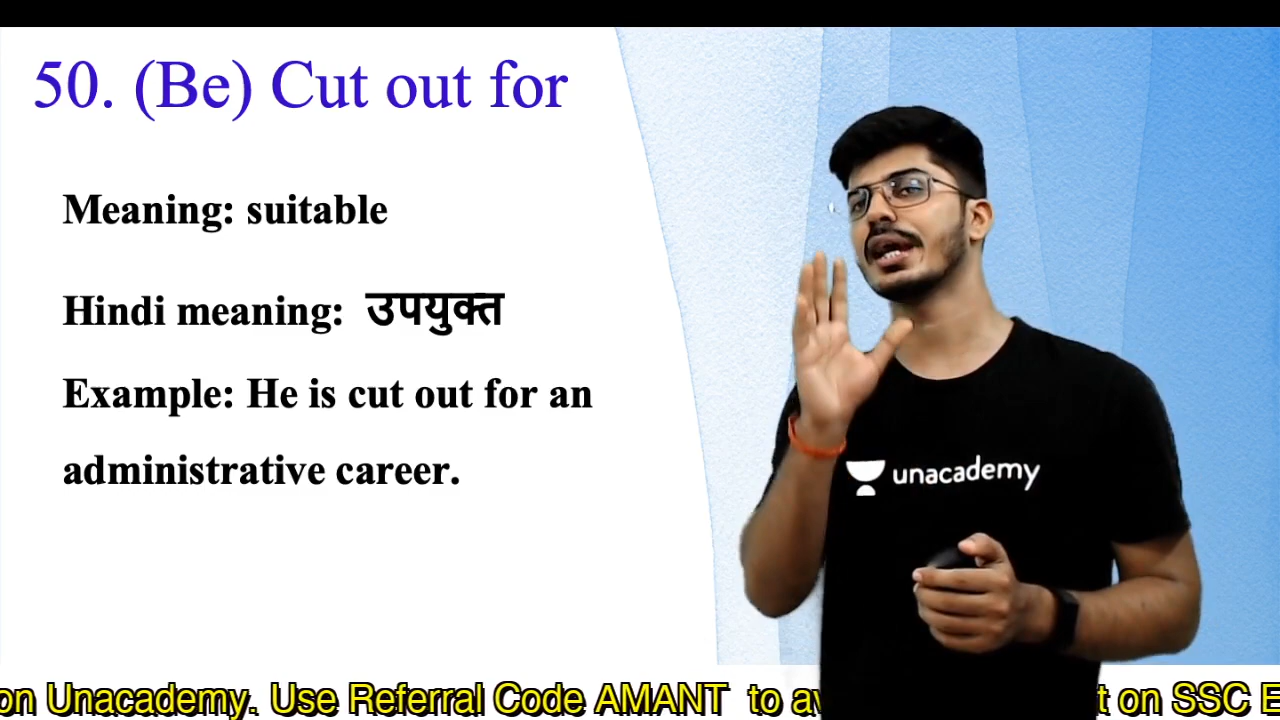 50. (Be) Cut out for
Meaning: suitable
Hindi meaning: उपयुक्त
Example: He is cut out for an
administrative career.
unacademy
on Unacademy. Use Referral Code AMANT to on SSC